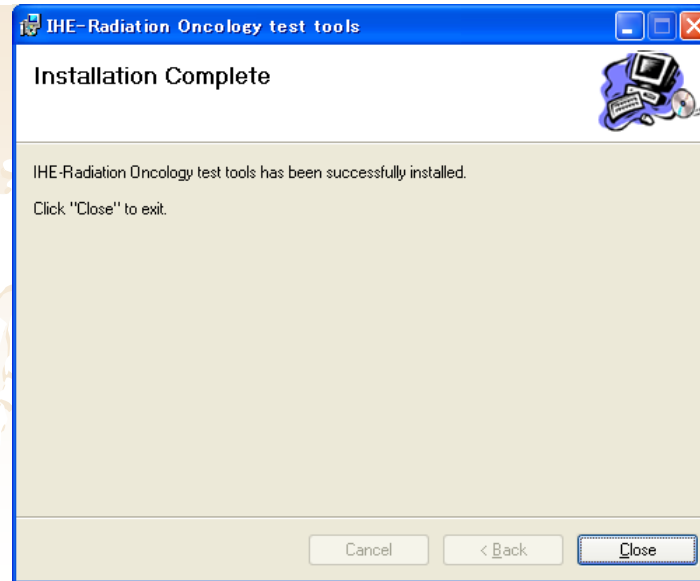 IHE-Radiation Oncology test tools
Installation Complete
IHE-Radiation Oncology test tools has been successfully installed.
Click "Close" to exit.
Cancel
< Back
Close